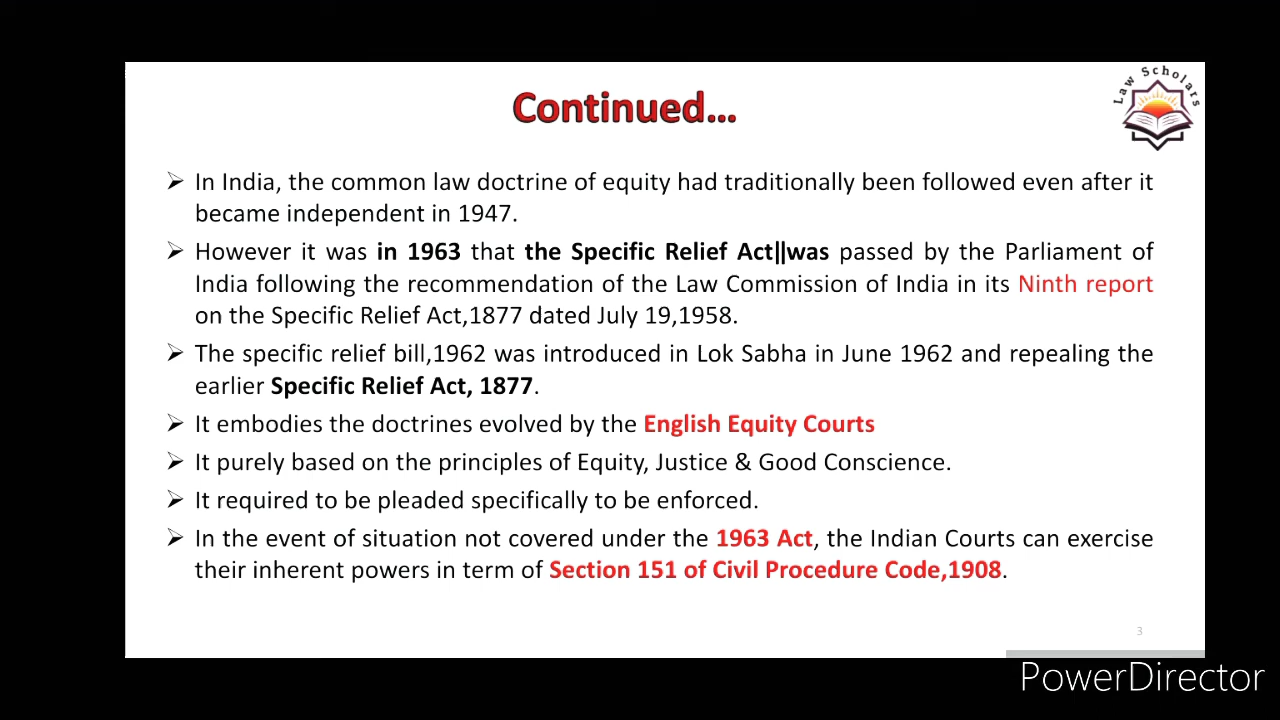 Law Scholars
Continued...
➢ In India, the common law doctrine of equity had traditionally been followed even after it
became independent in 1947.
➢ However it was in 1963 that the Specific Relief Act‖was passed by the Parliament of
India following the recommendation of the Law Commission of India in its Ninth report
on the Specific Relief Act,1877 dated July 19,1958.
➢ The specific relief bill,1962 was introduced in Lok Sabha in June 1962 and repealing the
earlier Specific Relief Act, 1877.
➢ It embodies the doctrines evolved by the English Equity Courts
➢ It purely based on the principles of Equity, Justice & Good Conscience.
➢ It required to be pleaded specifically to be enforced.
➢ In the event of situation not covered under the 1963 Act, the Indian Courts can exercise
their inherent powers in term of Section 151 of Civil Procedure Code,1908.
3
PowerDirector